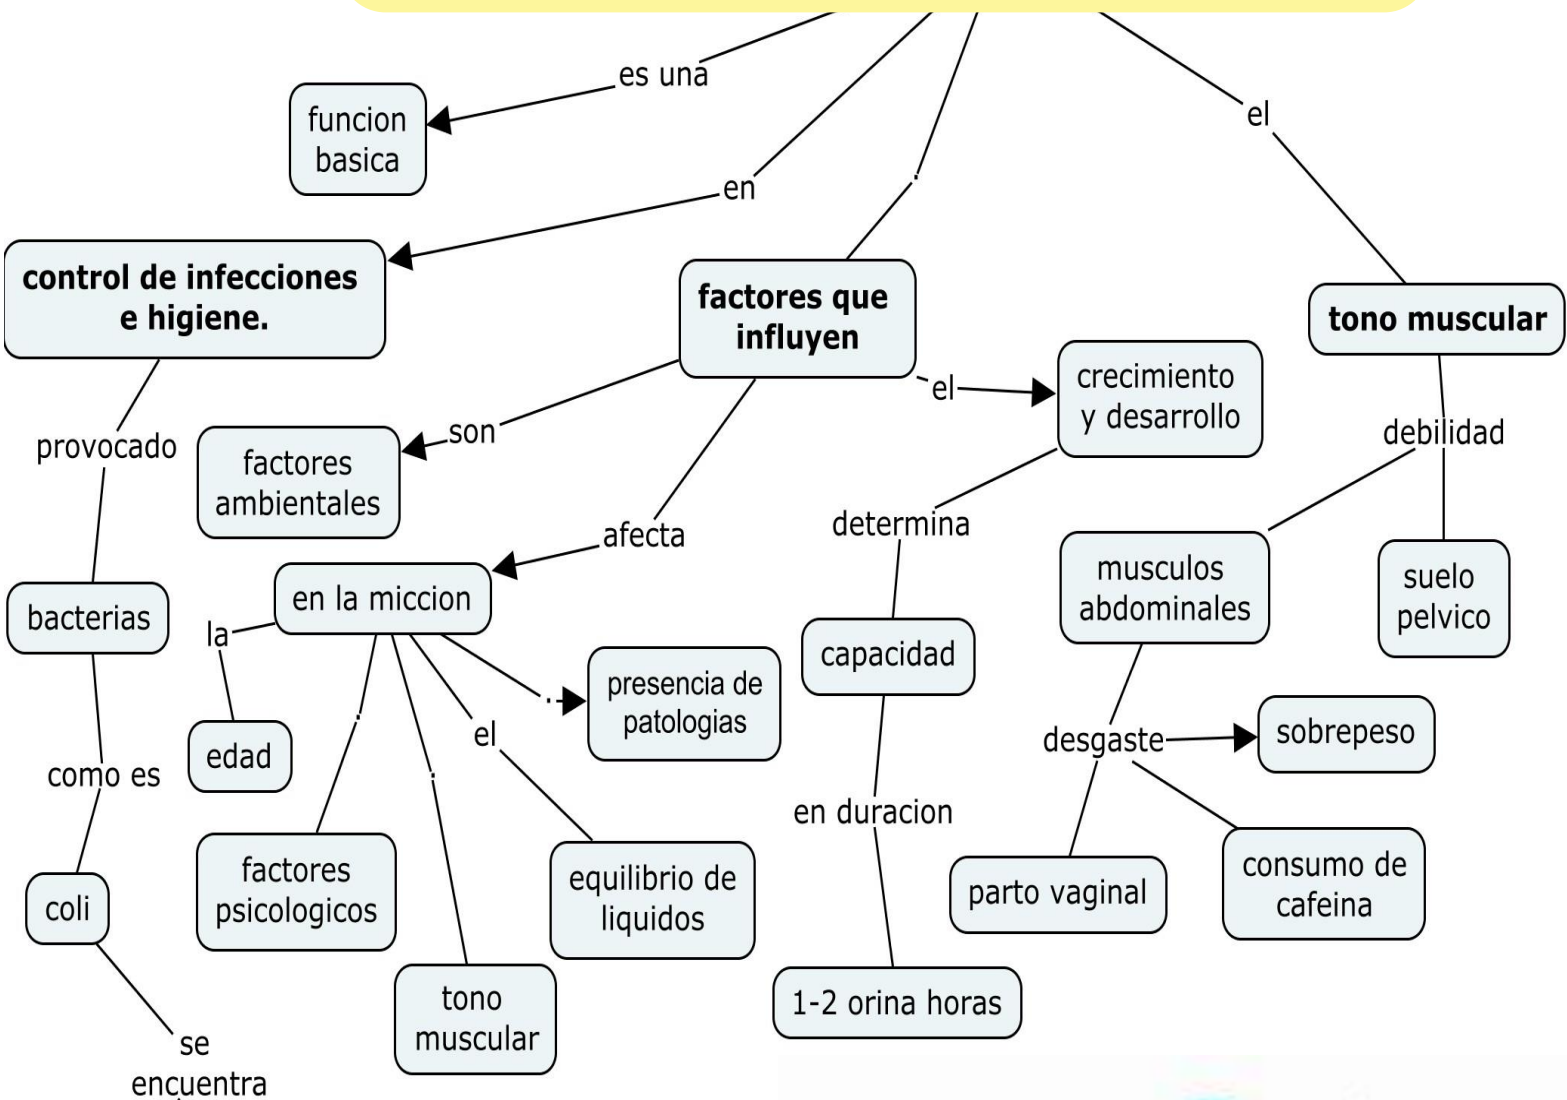 es una
funcion
basica
en
el
control de infecciones
e higiene.
factores que
influyen
tono muscular
el
crecimiento
y desarrollo
provocado
son
factores
ambientales
debilidad
afecta
determina
musculos
abdominales
suelo
pelvico
en la miccion
bacterias
la
capacidad
presencia de
patologias
edad
el
desgaste
sobrepeso
como es
en duracion
factores
psicologicos
equilibrio de
liquidos
parto vaginal
consumo de
cafeina
coli
tono
muscular
1-2 orina horas
se
encuentra